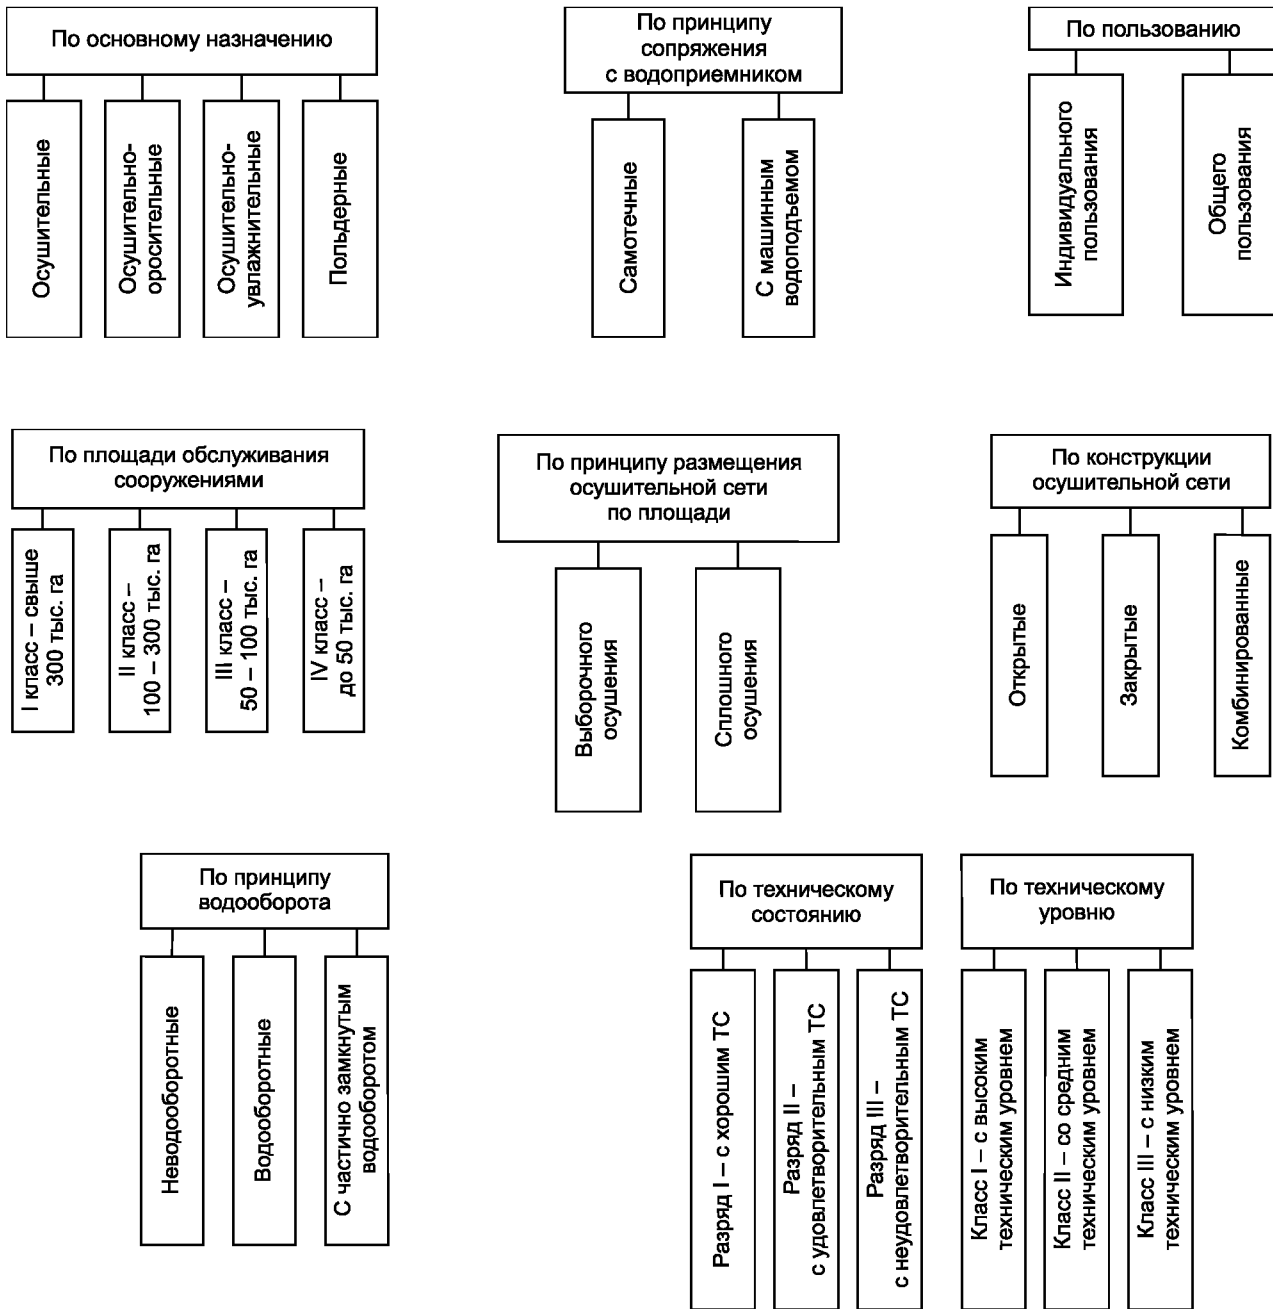 По основному назначению
Осушительные
Осушительно-
оросительные
Осушительно-
увлажнительные
Польдерные
По принципу
сопряжения
с водоприемником
Самотечные
С машинным
водоподъемом
По пользованию
Индивидуального
пользования
Общего
пользования
По площади обслуживания
сооружениями
I класс – свыше
300 тыс. га
II класс –
100 – 300 тыс. га
III класс –
50 – 100 тыс. га
IV класс –
до 50 тыс. га
По принципу размещения
осушительной сети
по площади
Выборочного
осушения
Сплошного
осушения
По конструкции
осушительной сети
Открытые
Закрытые
Комбинированные
По принципу
водооборота
Неводооборотные
Водооборотные
С частично замкнутым
водооборотом
По техническому
состоянию
Разряд I – с хорошим ТС
Разряд II –
с удовлетворительным ТС
Разряд III –
с неудовлетворительным ТС
По техническому
уровню
Класс I – с высоким
техническим уровнем
Класс II – со средним
техническим уровнем
Класс III – с низким
техническим уровнем